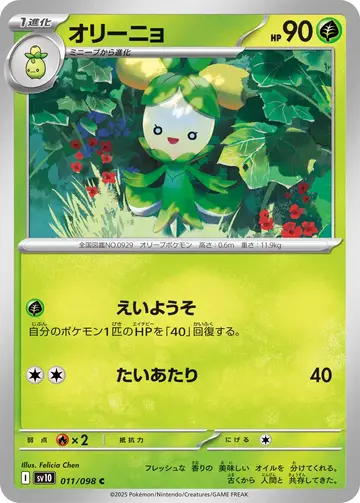 1進化
オリーニョ
HP 90
ミニーブから進化
全国図鑑NO.0929 オリーブポケモン 高さ:0.6m 重さ:11.9kg
えいようそ
自分のポケモン1匹のHPを「40」回復する。
たいあたり 40
弱点 ×2 抵抗力 にげる
Illus. Felicia Chen
I sv10 011/098 C
フレッシュな 香りの 美味しい オイルを 分けてくれる。
古くから 人間と 共存してきた。
©2025 Pokémon/Nintendo/Creatures/GAME FREAK